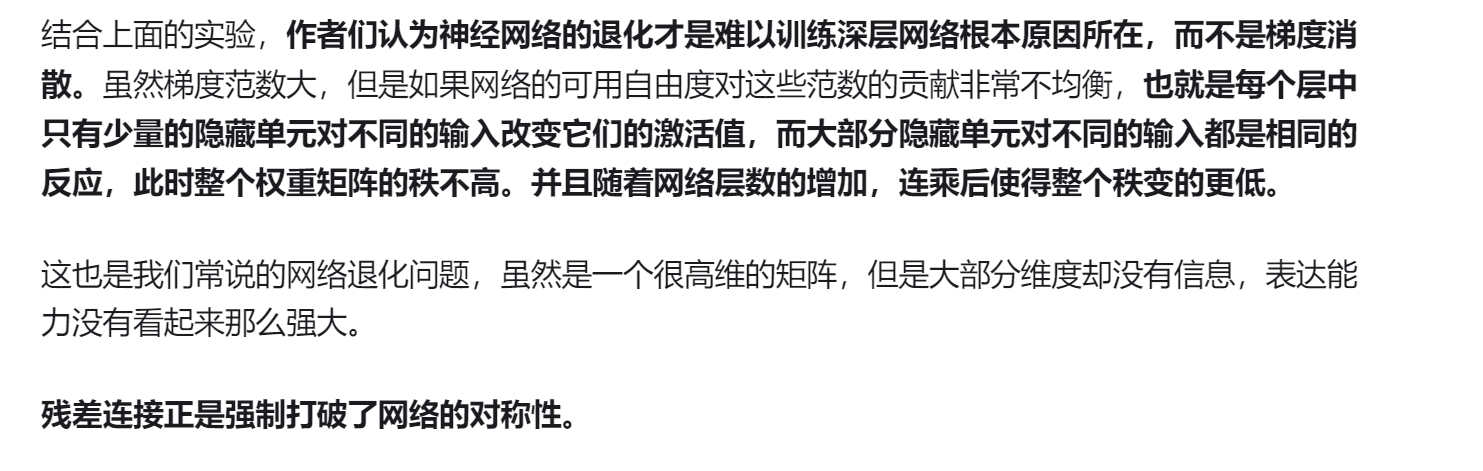 结合上面的实验，作者们认为神经网络的退化才是难以训练深层网络根本原因所在，而不是梯度消
散。虽然梯度范数大，但是如果网络的可用自由度对这些范数的贡献非常不均衡，也就是每个层中
只有少量的隐藏单元对不同的输入改变它们的激活值，而大部分隐藏单元对不同的输入都是相同的
反应，此时整个权重矩阵的秩不高。并且随着网络层数的增加，连乘后使得整个秩变的更低。
这也是我们常说的网络退化问题，虽然是一个很高维的矩阵，但是大部分维度却没有信息，表达能
力没有看起来那么强大。
残差连接正是强制打破了网络的对称性。